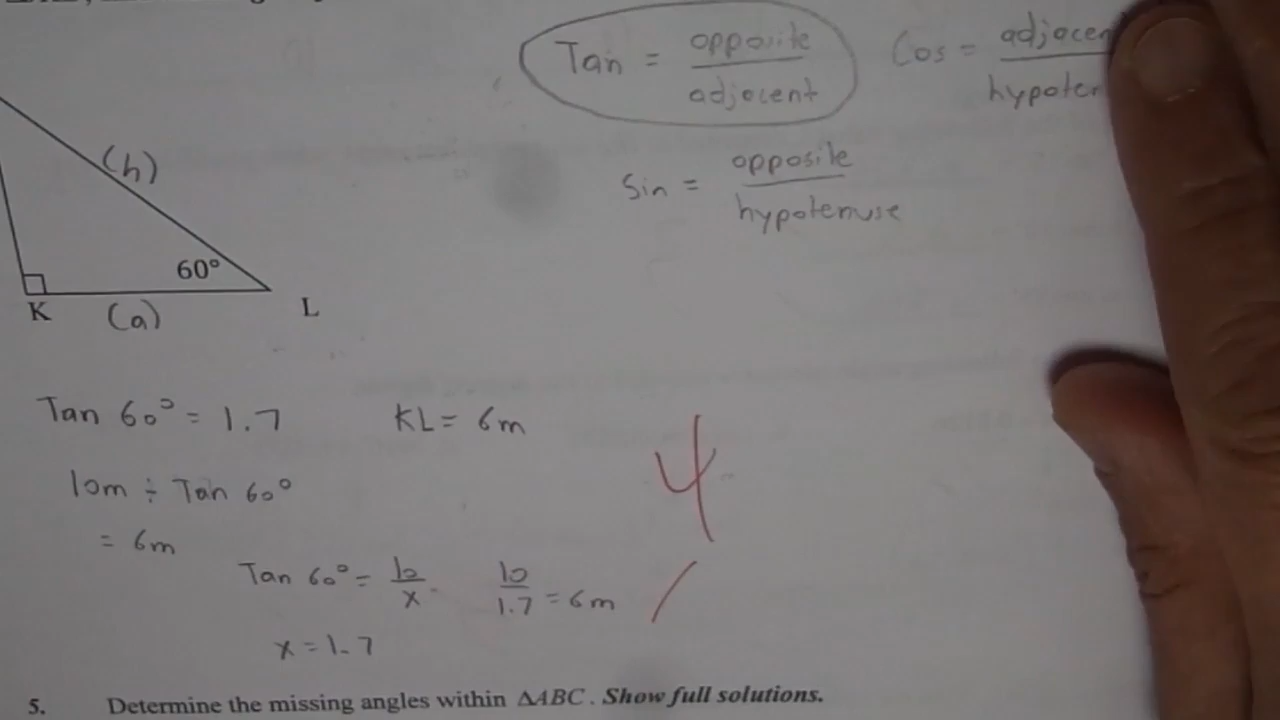 Tan = opposite / adjacent
Cos =
Sin = opposite / hypotenuse
(h)
60°
K (a) L
Tan 60° = 1.7 KL = 6m
10m ÷ Tan 60°
= 6m
Tan 60° = 10 / x 10 / 1.7 = 6m
x = 1.7
4
5. Determine the missing angles within ΔABC. Show full solutions.